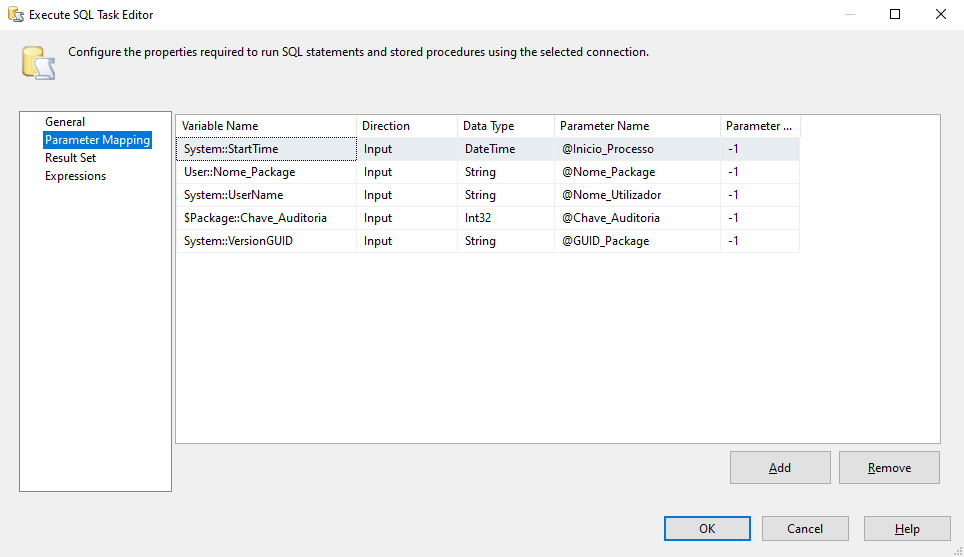 Execute SQL Task Editor
Configure the properties required to run SQL statements and stored procedures using the selected connection.
General
Parameter Mapping
Result Set
Expressions
Variable Name Direction Data Type Parameter Name Parameter ...
System::StartTime Input DateTime @Inicio_Processo -1
User::Nome_Package Input String @Nome_Package -1
System::UserName Input String @Nome_Utilizador -1
$Package::Chave_Auditoria Input Int32 @Chave_Auditoria -1
System::VersionGUID Input String @GUID_Package -1
Add Remove
OK Cancel Help